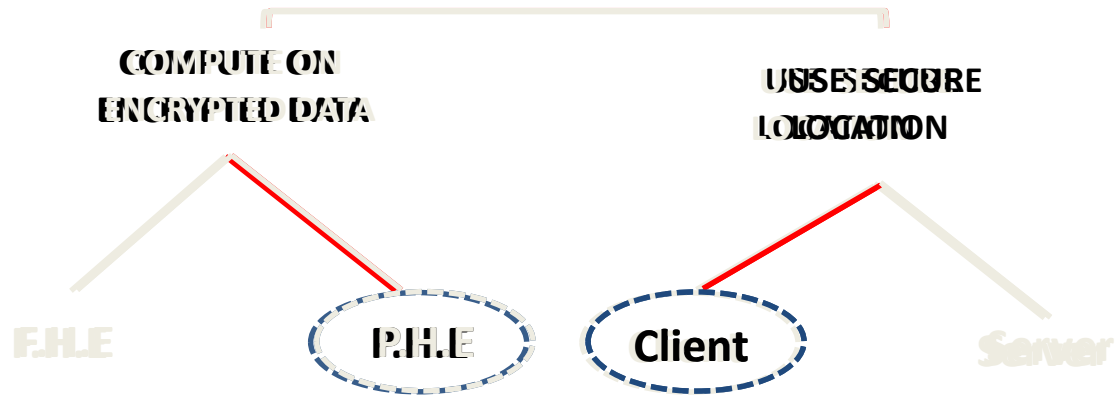 COMPUTE ON
ENCRYPTED DATA
USE SECURE
LOCATION
F.H.E
P.H.E
Client
Server